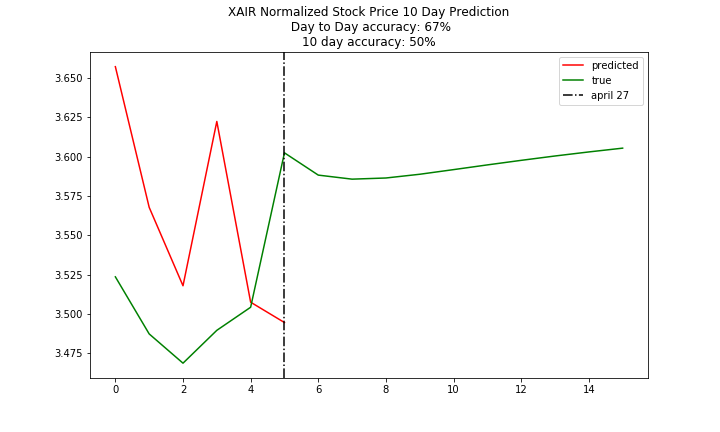 XAIR Normalized Stock Price 10 Day Prediction
Day to Day accuracy: 67%
10 day accuracy: 50%
predicted
true
april 27
3.650
3.625
3.600
3.575
3.550
3.525
3.500
3.475
0 2 4 6 8 10 12 14